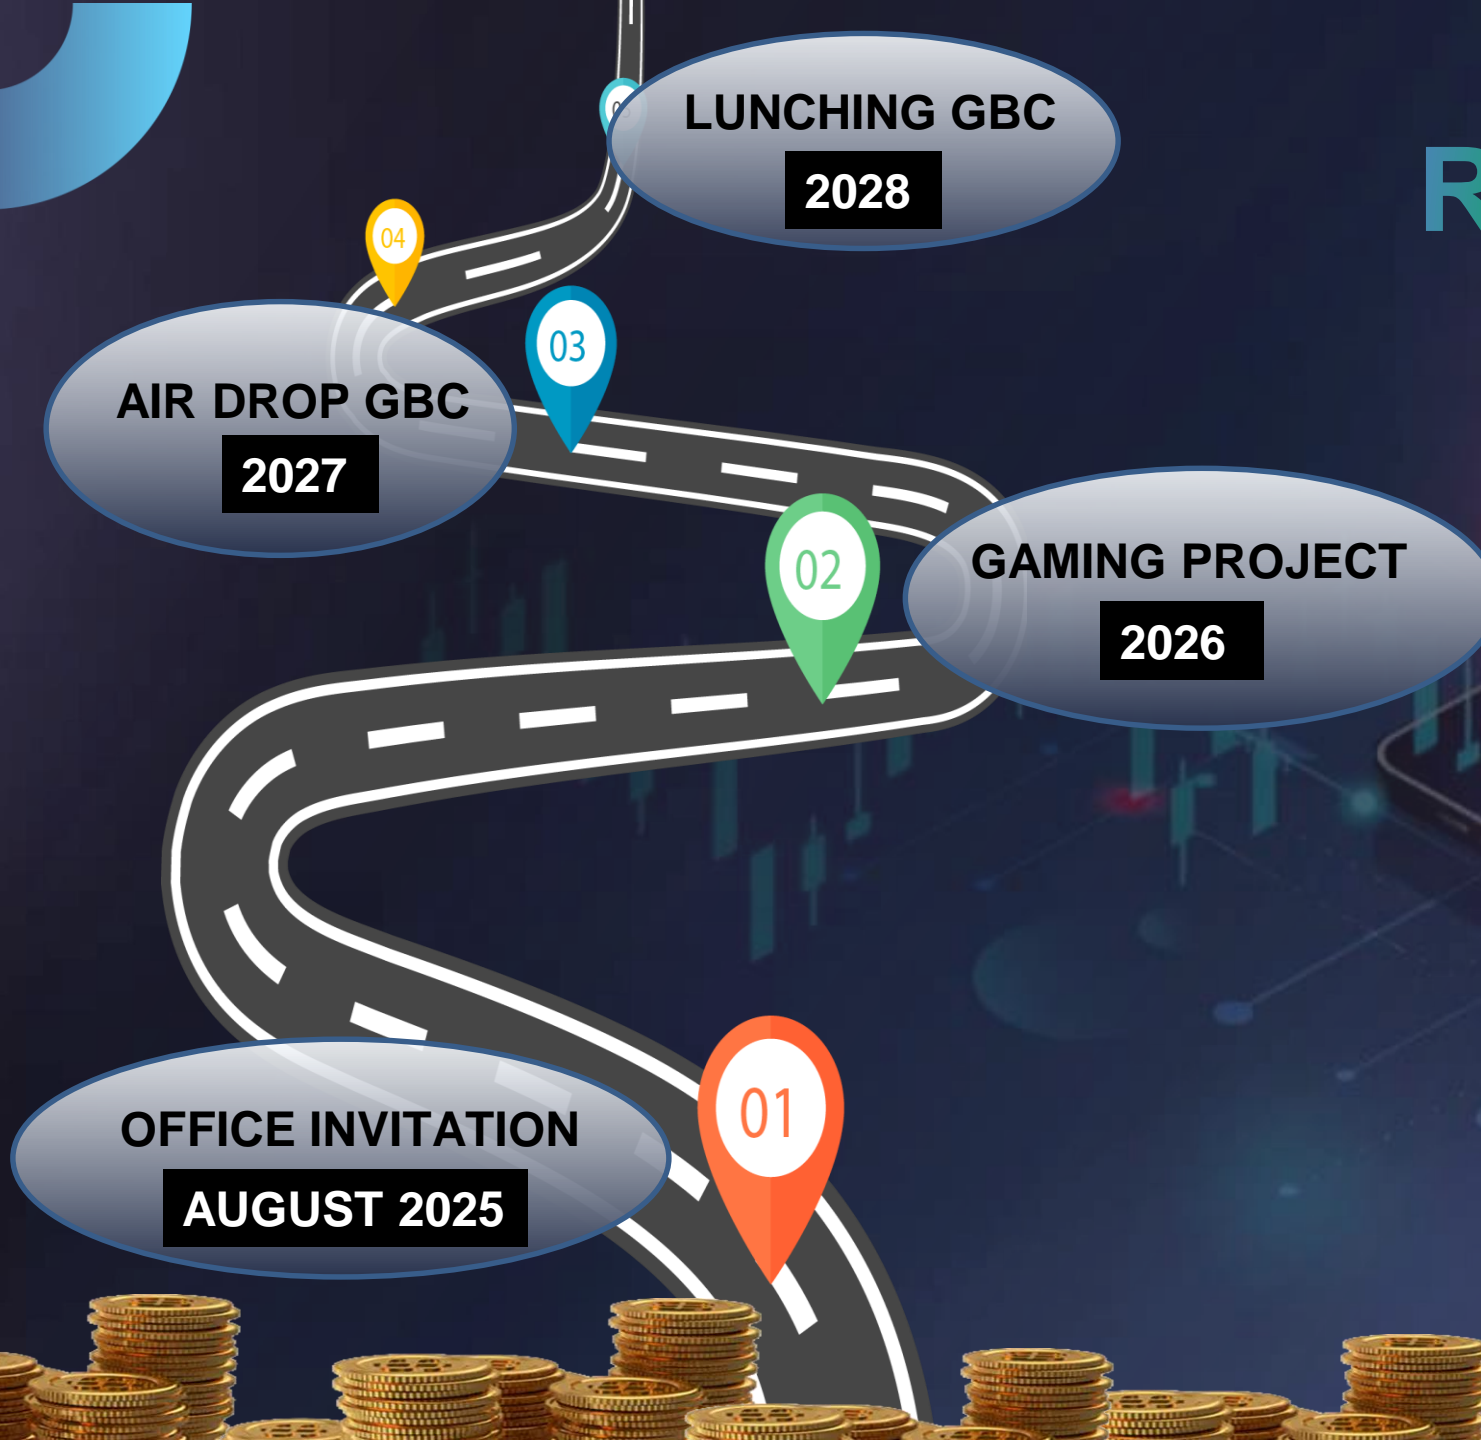 LUNCHING GBC
2028
R
04
03
AIR DROP GBC
2027
02
GAMING PROJECT
2026
01
OFFICE INVITATION
AUGUST 2025